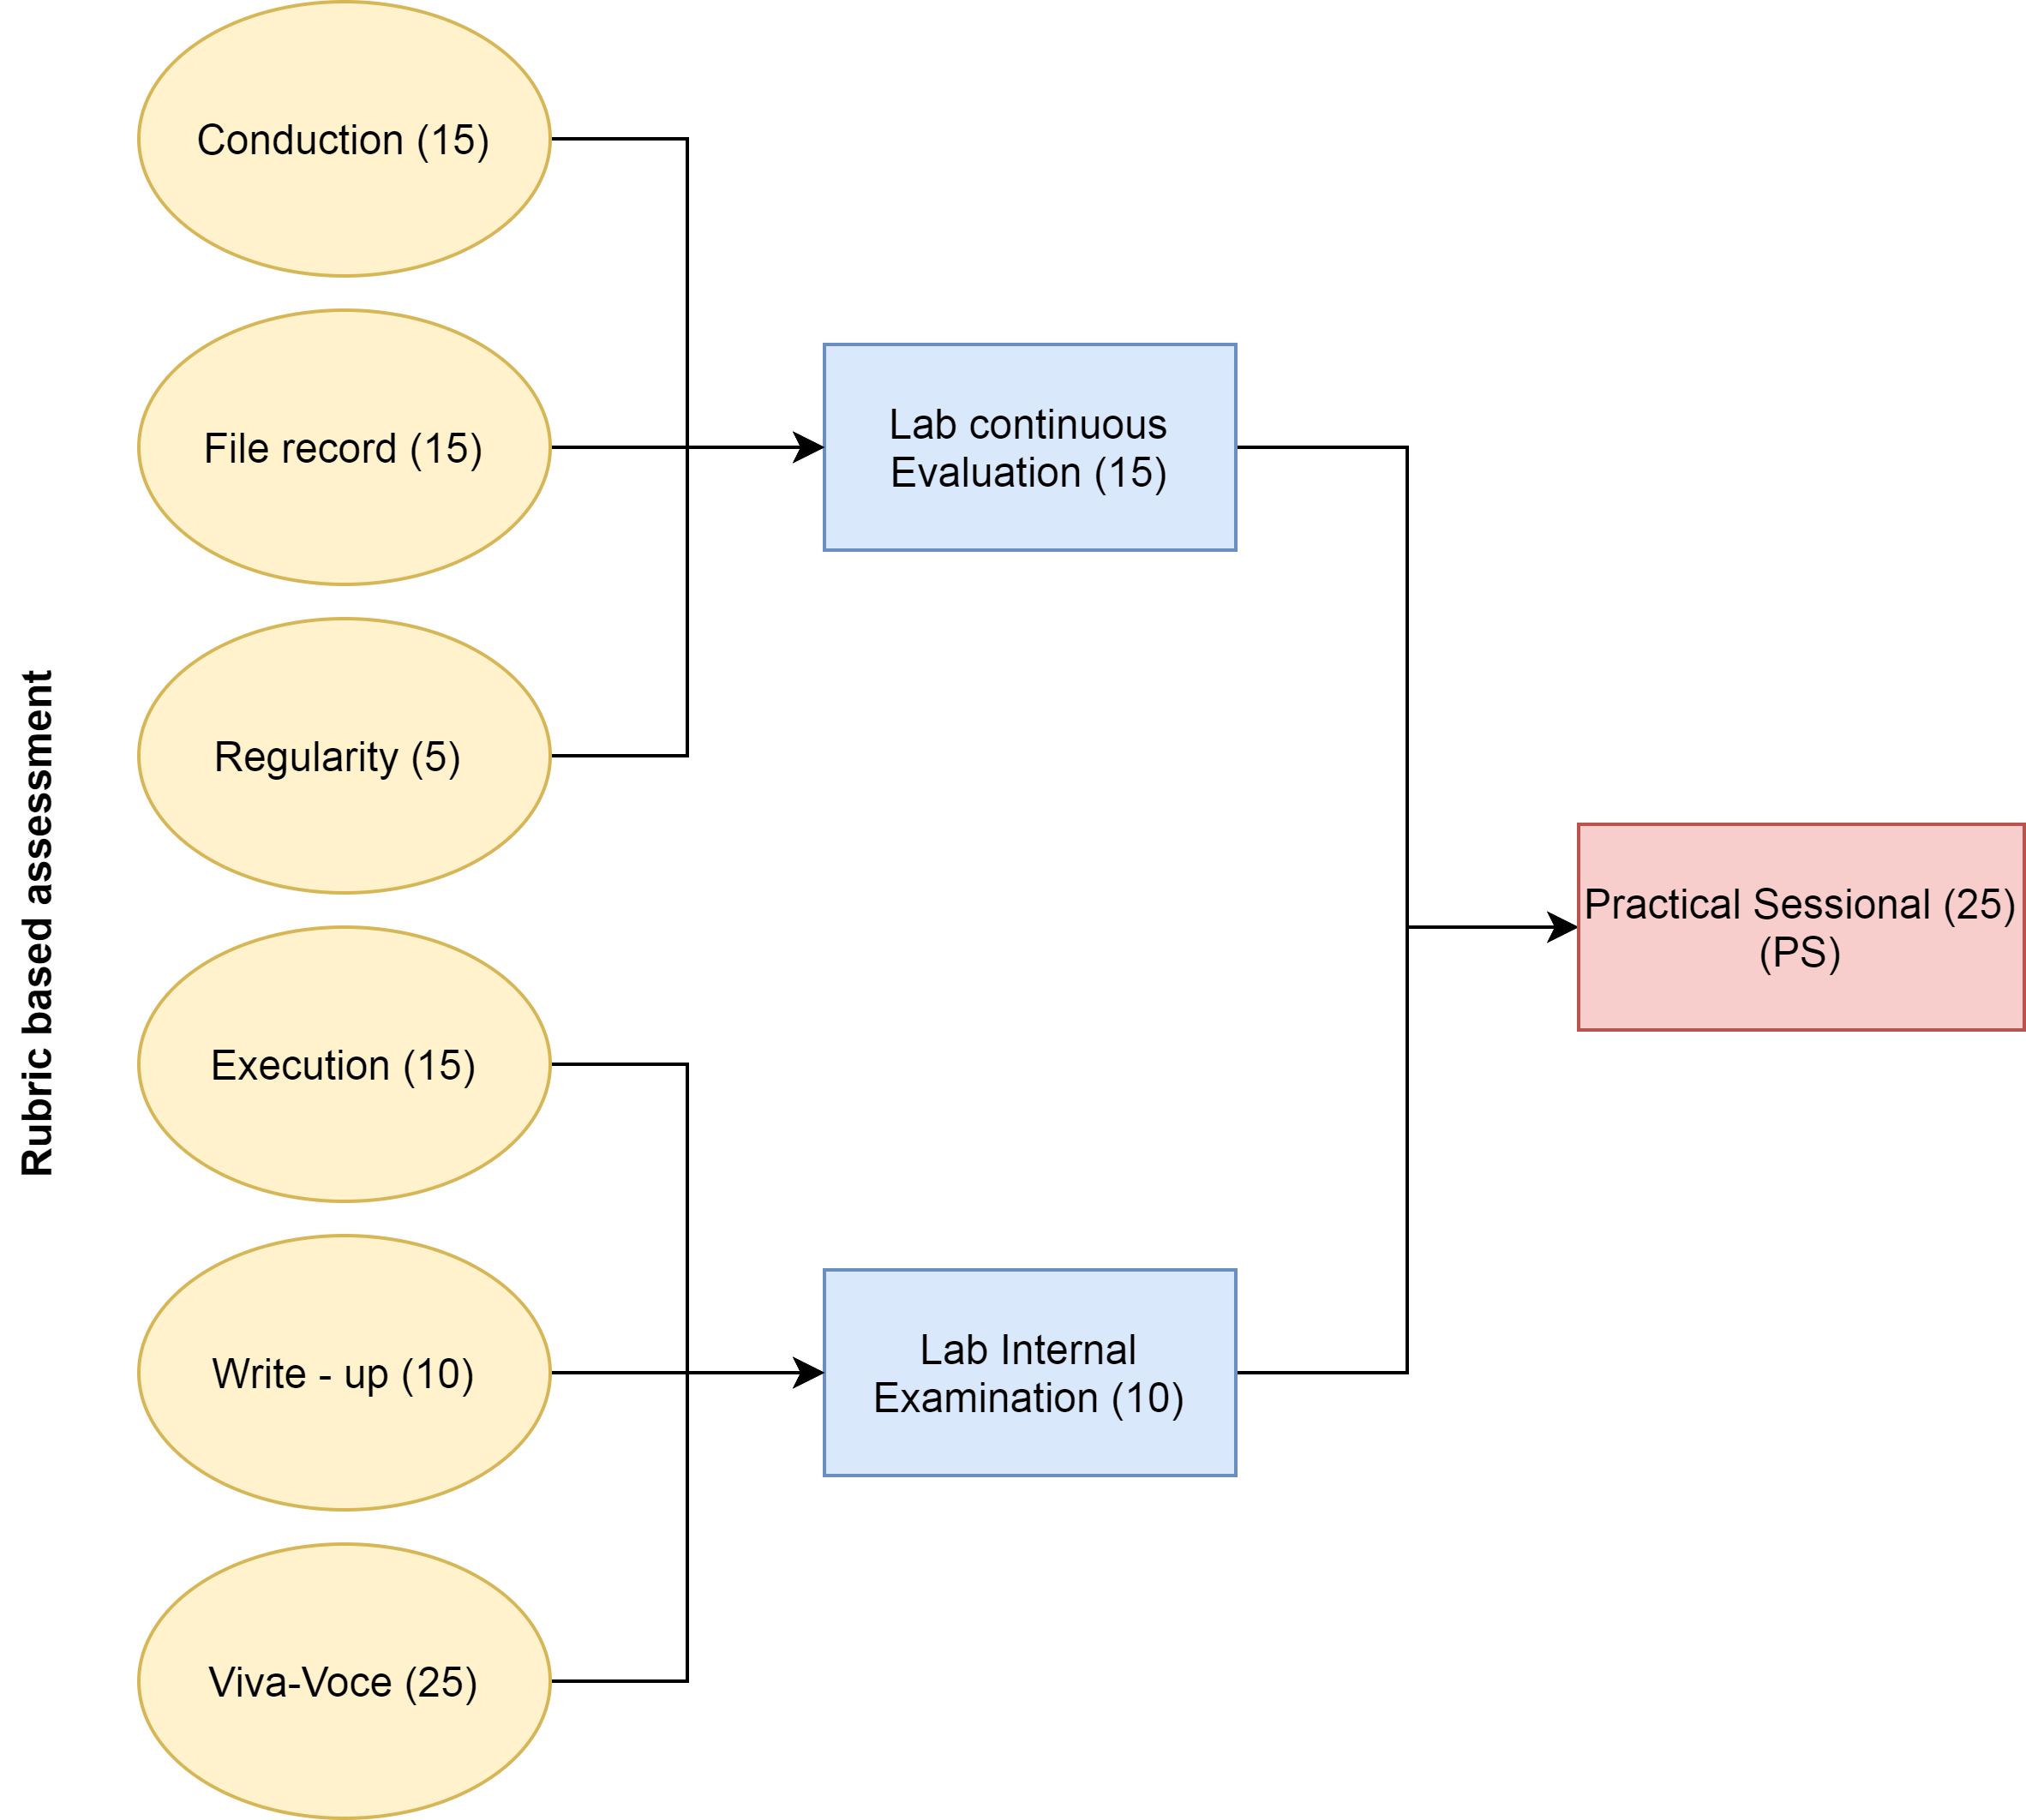 Rubric based assessment
Conduction (15)
File record (15)
Regularity (5)
Execution (15)
Write - up (10)
Viva-Voce (25)
Lab continuous
Evaluation (15)
Lab Internal
Examination (10)
Practical Sessional (25)
(PS)